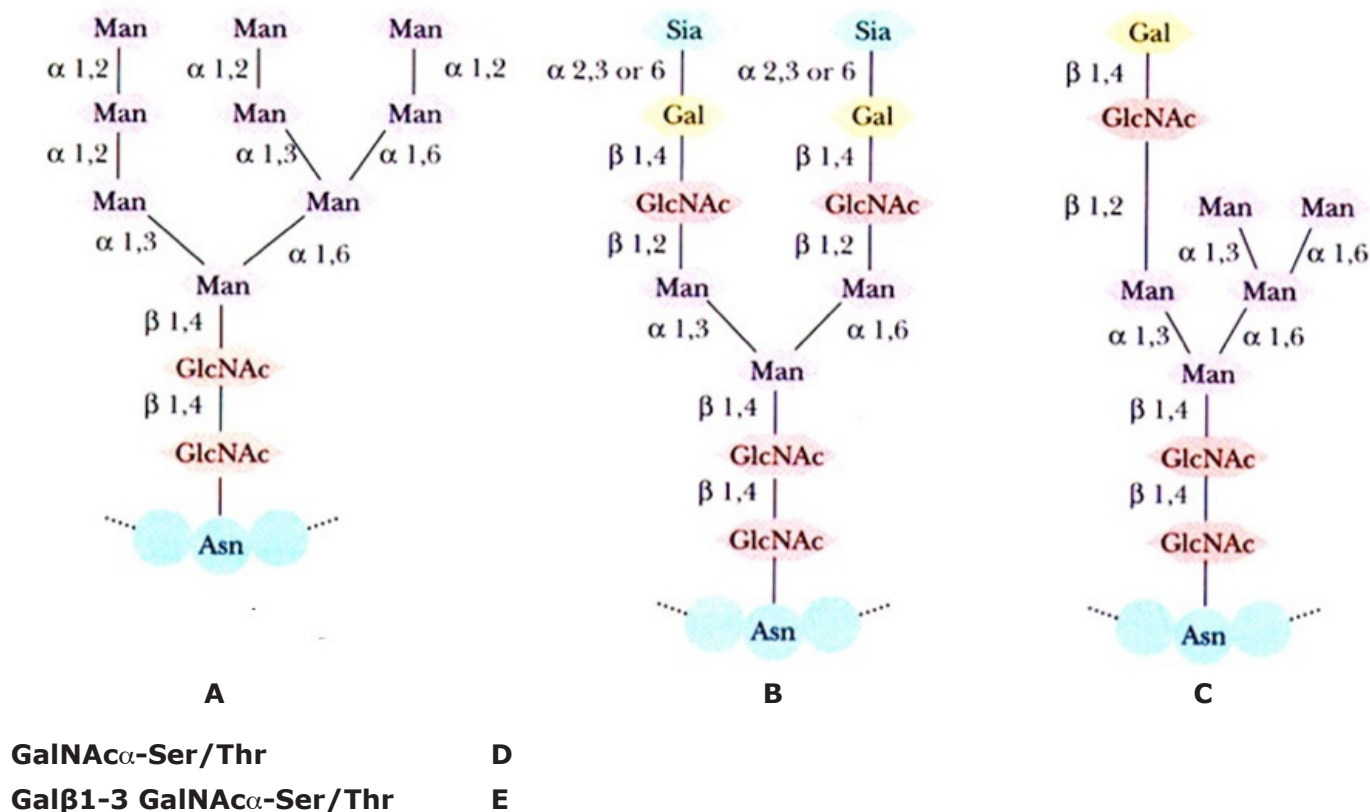 Man Man Man Sia Sia Gal
α 1,2 α 1,2 α 1,2 α 2,3 or 6 α 2,3 or 6 β 1,4
Man Man Man Gal Gal GlcNAc
α 1,2 α 1,3 α 1,6 β 1,4 β 1,4
Man Man GlcNAc GlcNAc β 1,2 Man Man
α 1,3 α 1,6 β 1,2 β 1,2 α 1,3 α 1,6
Man Man Man Man Man
β 1,4 α 1,3 α 1,6 α 1,3 α 1,6
GlcNAc Man Man
β 1,4 β 1,4 β 1,4
GlcNAc GlcNAc GlcNAc
β 1,4 β 1,4
Asn GlcNAc GlcNAc
Asn Asn
A B C
GalNAcα-Ser/Thr D
Galβ1-3 GalNAcα-Ser/Thr E